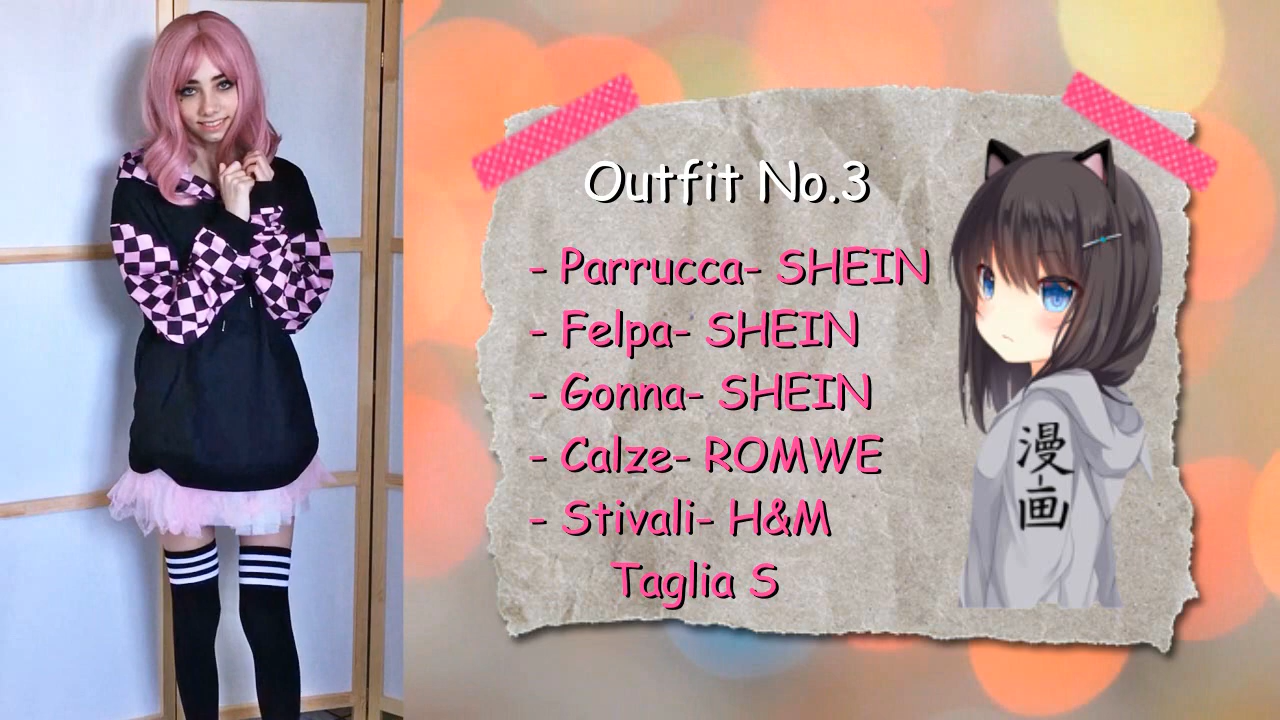 Outfit No.3
- Parrucca- SHEIN
- Felpa- SHEIN
- Gonna- SHEIN
- Calze- ROMWE
- Stivali- H&M
Taglia S
漫
画